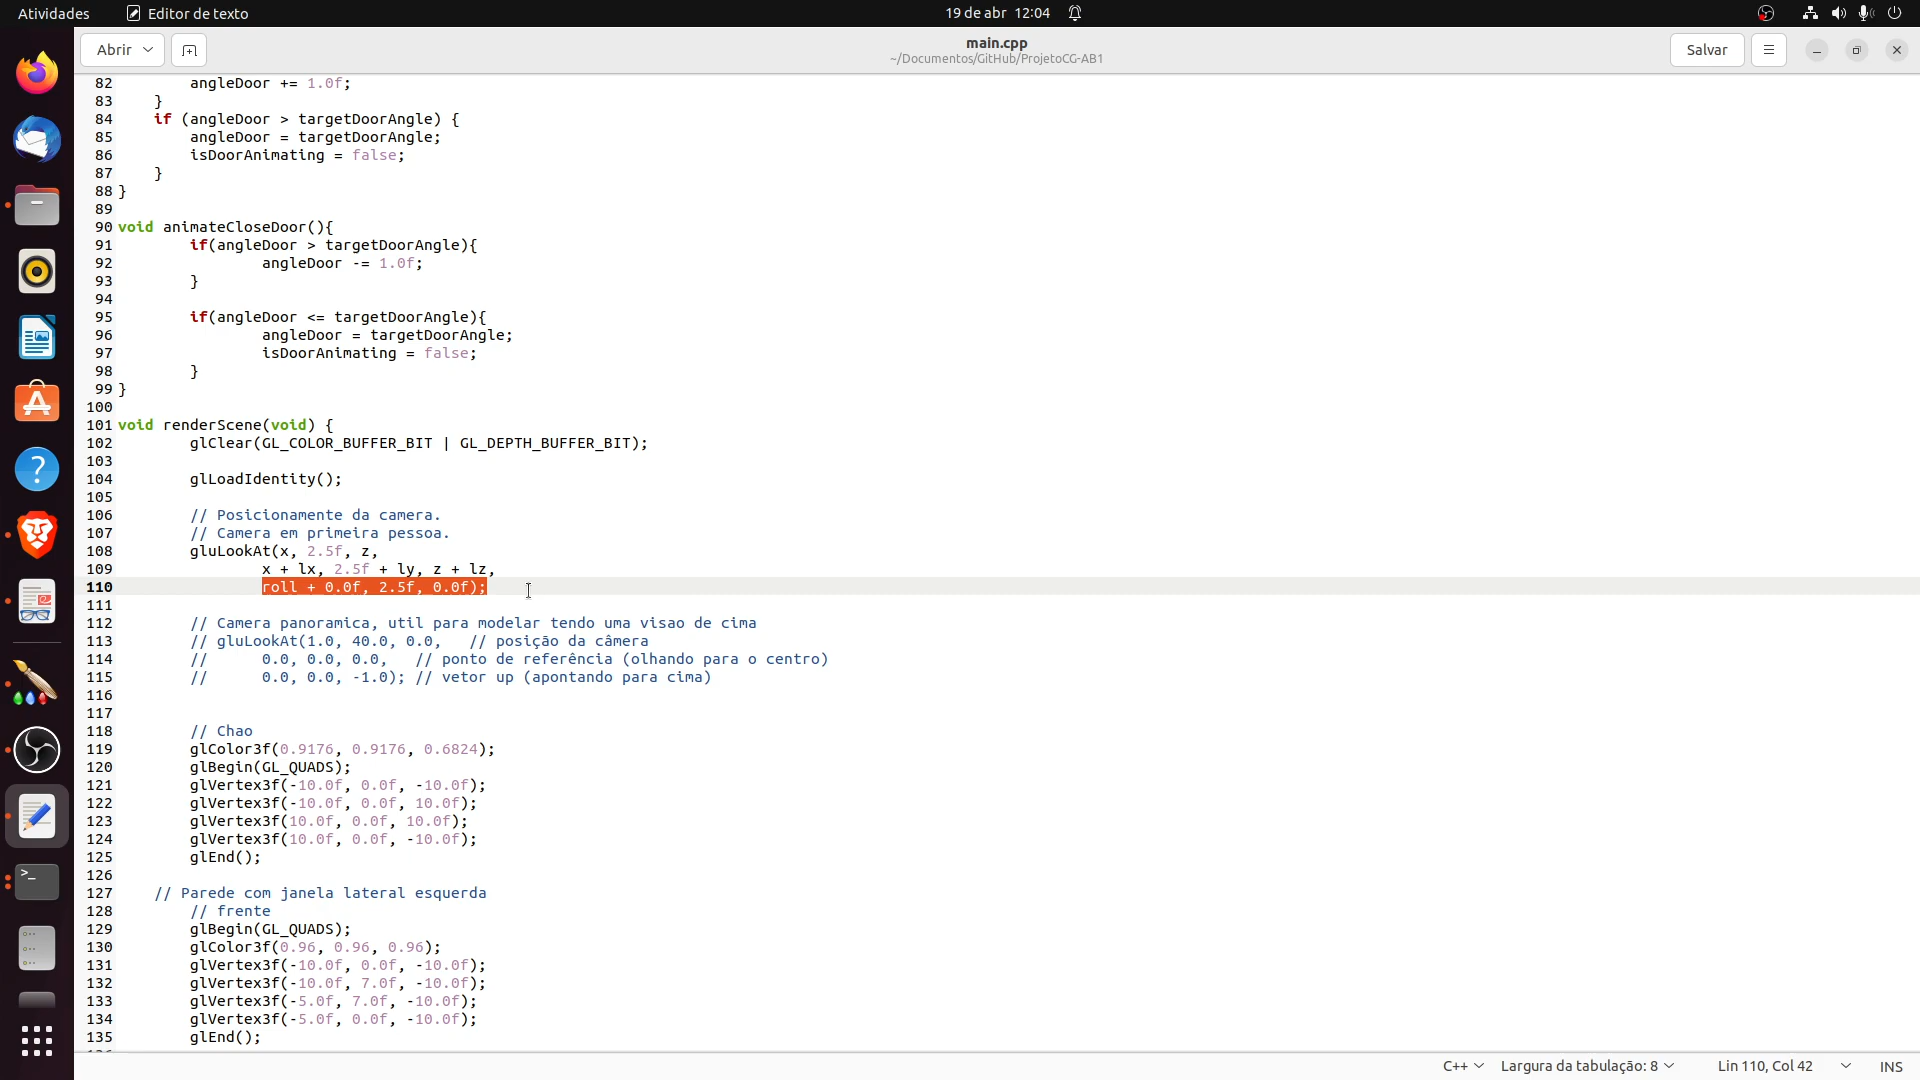 Atividades
Editor de texto
19 de abr 12:04
Abrir
main.cpp
~/Documentos/GitHub/ProjetoCG-AB1
Salvar
82 angleDoor += 1.0f;
83 }
84 if (angleDoor > targetDoorAngle) {
85 angleDoor = targetDoorAngle;
86 isDoorAnimating = false;
87 }
88 }
89
90 void animateCloseDoor(){
91 if(angleDoor > targetDoorAngle){
92 angleDoor -= 1.0f;
93 }
94
95 if(angleDoor <= targetDoorAngle){
96 angleDoor = targetDoorAngle;
97 isDoorAnimating = false;
98 }
99 }
100
101 void renderScene(void) {
102 glClear(GL_COLOR_BUFFER_BIT | GL_DEPTH_BUFFER_BIT);
103
104 glLoadIdentity();
105
106 // Posicionamente da camera.
107 // Camera em primeira pessoa.
108 gluLookAt(x, 2.5f, z,
109 x + lx, 2.5f + ly, z + lz,
110 roll + 0.0f, 2.5f, 0.0f);
111
112 // Camera panoramica, util para modelar tendo uma visao de cima
113 // gluLookAt(1.0, 40.0, 0.0, // posição da câmera
114 // 0.0, 0.0, 0.0, // ponto de referência (olhando para o centro)
115 // 0.0, 0.0, -1.0); // vetor up (apontando para cima)
116
117
118 // Chao
119 glColor3f(0.9176, 0.9176, 0.6824);
120 glBegin(GL_QUADS);
121 glVertex3f(-10.0f, 0.0f, -10.0f);
122 glVertex3f(-10.0f, 0.0f, 10.0f);
123 glVertex3f(10.0f, 0.0f, 10.0f);
124 glVertex3f(10.0f, 0.0f, -10.0f);
125 glEnd();
126
127 // Parede com janela lateral esquerda
128 // frente
129 glBegin(GL_QUADS);
130 glColor3f(0.96, 0.96, 0.96);
131 glVertex3f(-10.0f, 0.0f, -10.0f);
132 glVertex3f(-10.0f, 7.0f, -10.0f);
133 glVertex3f(-5.0f, 7.0f, -10.0f);
134 glVertex3f(-5.0f, 0.0f, -10.0f);
135 glEnd();
C++
Largura da tabulação: 8
Lin 110, Col 42
INS